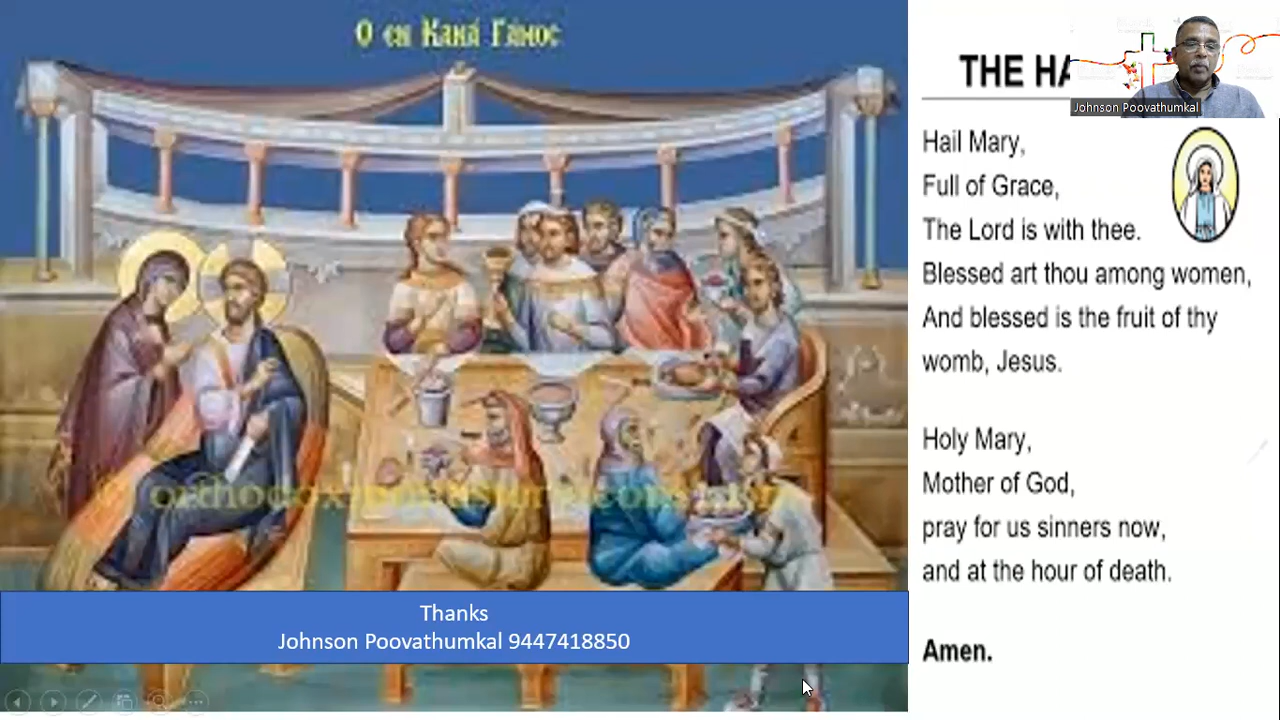 Ο εν Κανά Γάμος
THE HA
Johnson Poovathumkal
Hail Mary,
Full of Grace,
The Lord is with thee.
Blessed art thou among women,
And blessed is the fruit of thy
womb, Jesus.
Holy Mary,
Mother of God,
pray for us sinners now,
and at the hour of death.
Amen.
Thanks
Johnson Poovathumkal 9447418850